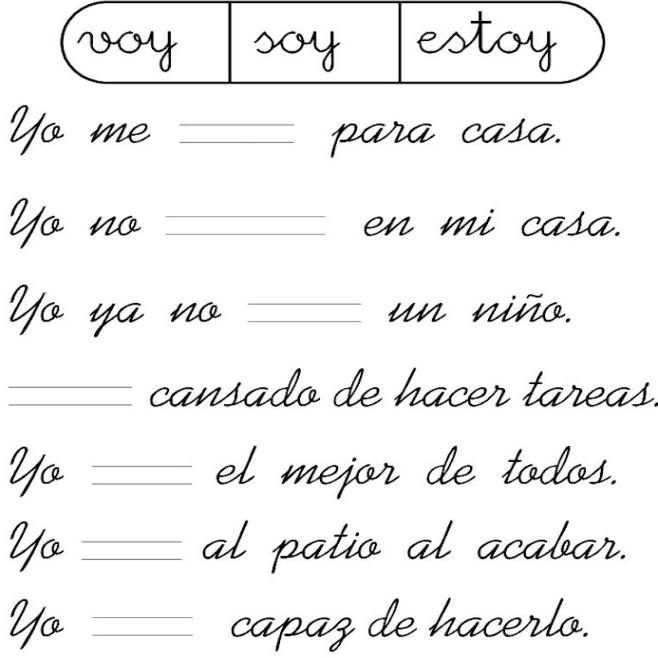 voy soy estoy
Yo me para casa.
Yo no en mi casa.
Yo ya no un niño.
cansado de hacer tareas.
Yo el mejor de todos.
Yo al patio al acabar.
Yo capaz de hacerlo.